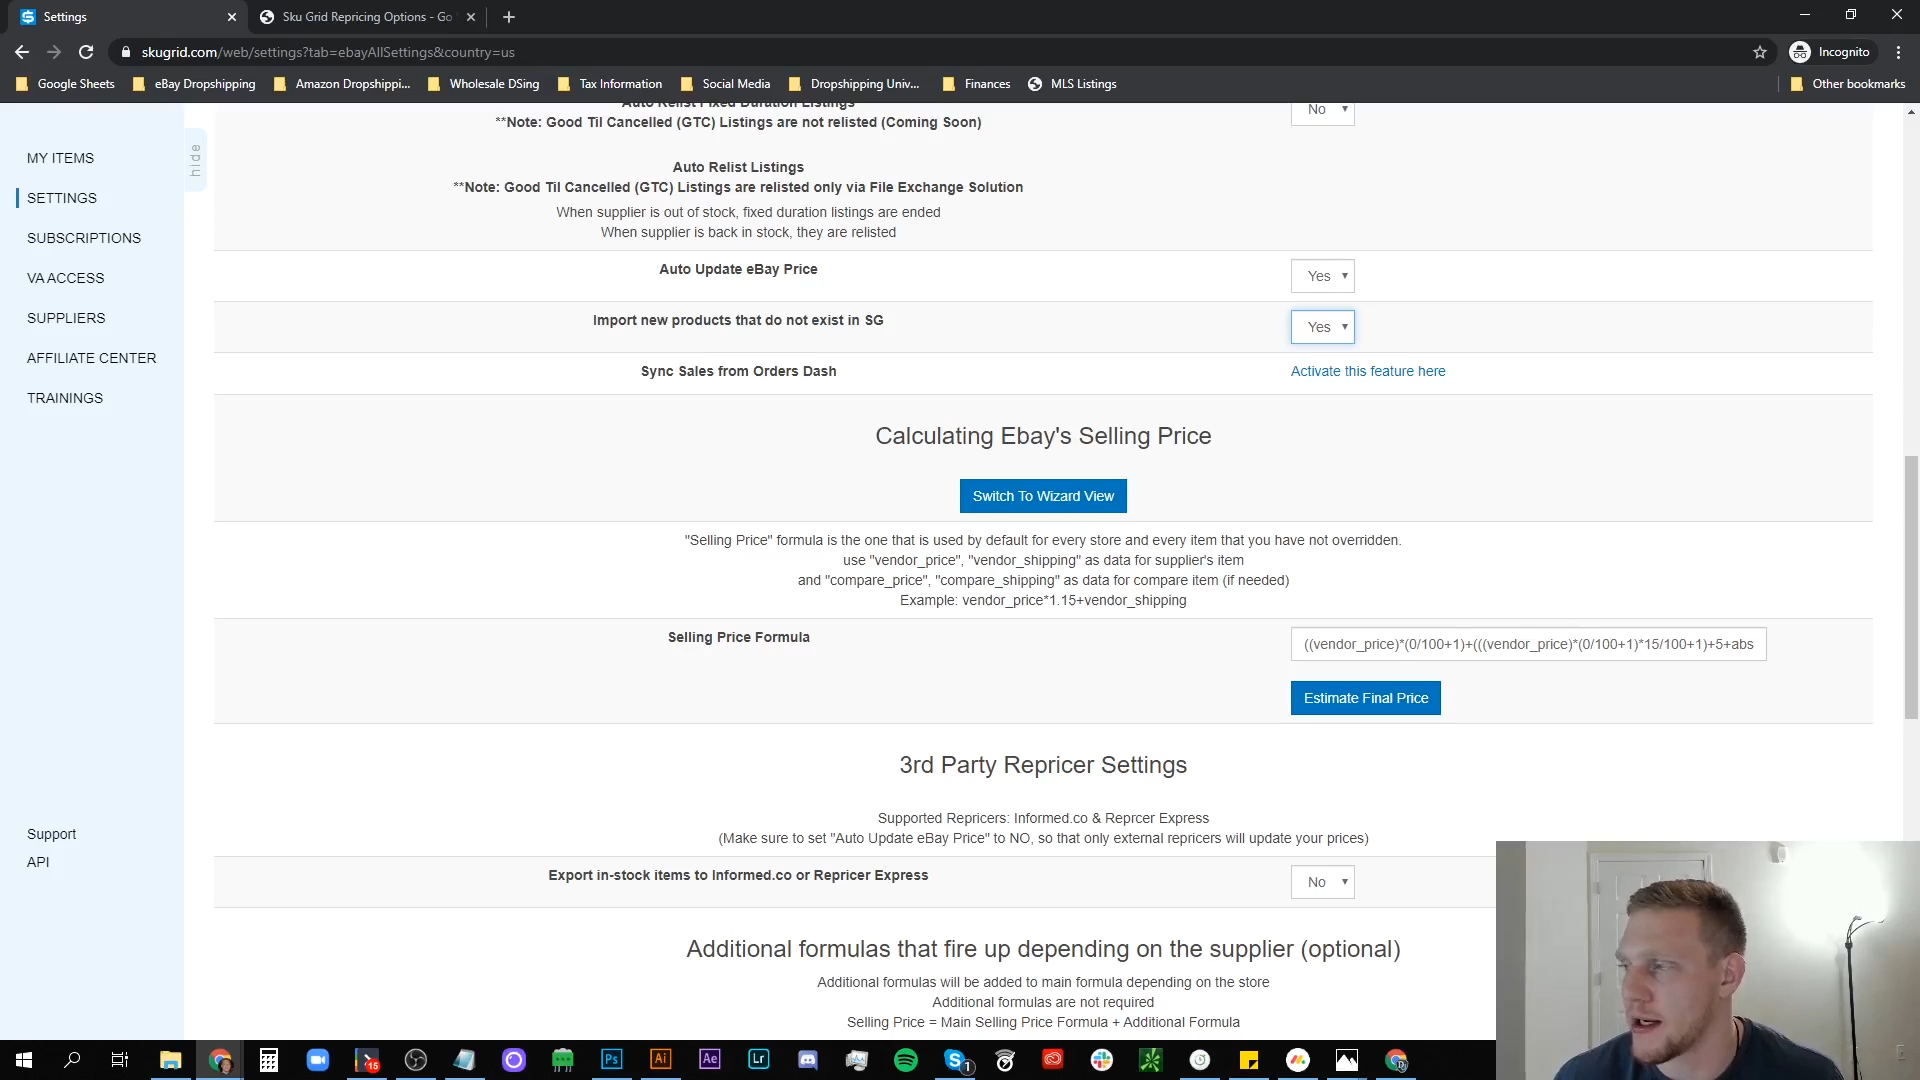 Settings
Sku Grid Repricing Options - Go
skugrid.com/web/settings?tab=ebayAllSettings&country=us
Incognito
Google Sheets
eBay Dropshipping
Amazon Dropshippi...
Wholesale DSing
Tax Information
Social Media
Dropshipping Univ...
Finances
MLS Listings
Other bookmarks
hide
MY ITEMS
SETTINGS
SUBSCRIPTIONS
VA ACCESS
SUPPLIERS
AFFILIATE CENTER
TRAININGS
Support
API
Auto Relist Fixed Duration Listings
No
**Note: Good Til Cancelled (GTC) Listings are not relisted (Coming Soon)
Auto Relist Listings
**Note: Good Til Cancelled (GTC) Listings are relisted only via File Exchange Solution
When supplier is out of stock, fixed duration listings are ended
When supplier is back in stock, they are relisted
Auto Update eBay Price
Yes
Import new products that do not exist in SG
Yes
Sync Sales from Orders Dash
Activate this feature here
Calculating Ebay's Selling Price
Switch To Wizard View
"Selling Price" formula is the one that is used by default for every store and every item that you have not overridden.
use "vendor_price", "vendor_shipping" as data for supplier's item
and "compare_price", "compare_shipping" as data for compare item (if needed)
Example: vendor_price*1.15+vendor_shipping
Selling Price Formula
((vendor_price)*(0/100+1)+(((vendor_price)*(0/100+1)*15/100+1)+5+abs
Estimate Final Price
3rd Party Repricer Settings
Supported Repricers: Informed.co & Reprcer Express
(Make sure to set "Auto Update eBay Price" to NO, so that only external repricers will update your prices)
Export in-stock items to Informed.co or Repricer Express
No
Additional formulas that fire up depending on the supplier (optional)
Additional formulas will be added to main formula depending on the store
Additional formulas are not required
Selling Price = Main Selling Price Formula + Additional Formula
15
Ps
Ai
Ae
Lr
1